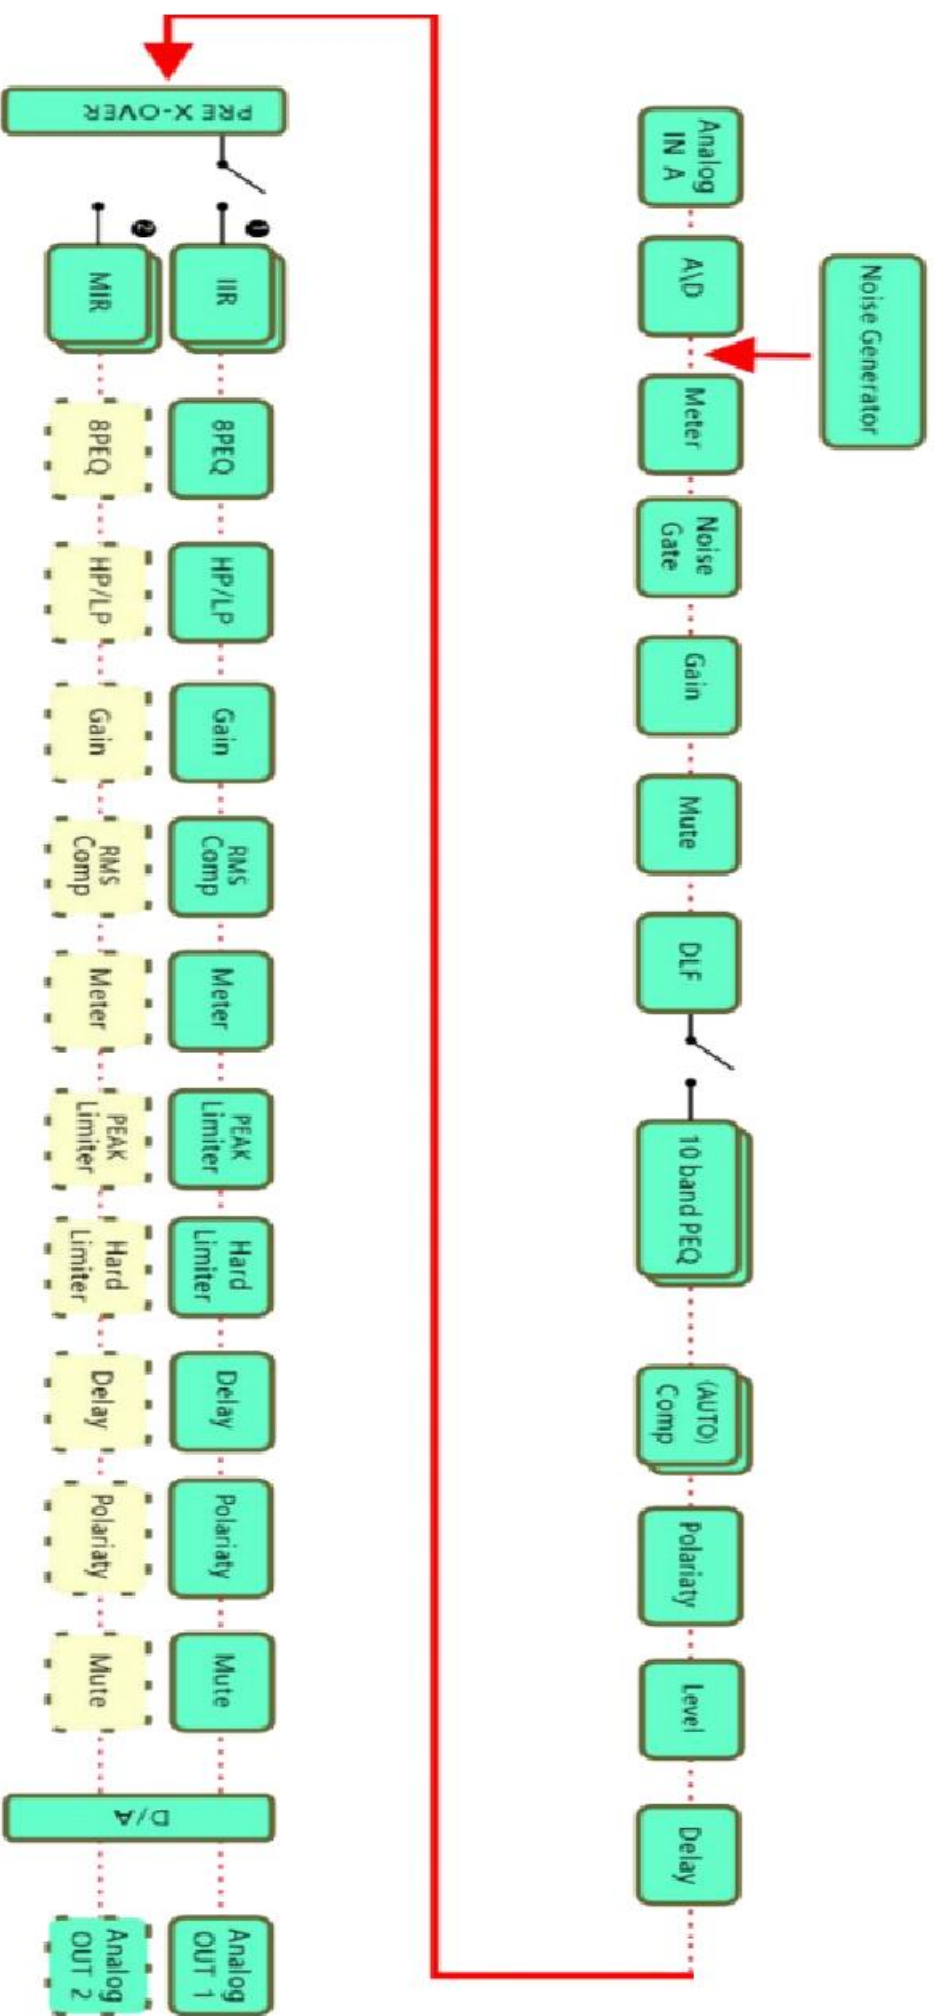 Noise Generator
Analog
IN A
A\D
Meter
Noise
Gate
Gain
Mute
DLF
10 band PEQ
(AUTO)
Comp
Polariaty
Level
Delay
PRE X-OVER
❶
IIR
8PEQ
HP/LP
Gain
RMS
Comp
Meter
PEAK
Limiter
Hard
Limiter
Delay
Polariaty
Mute
D/A
Analog
OUT 1
❷
MIR
8PEQ
HP/LP
Gain
RMS
Comp
Meter
PEAK
Limiter
Hard
Limiter
Delay
Polariaty
Mute
Analog
OUT 2